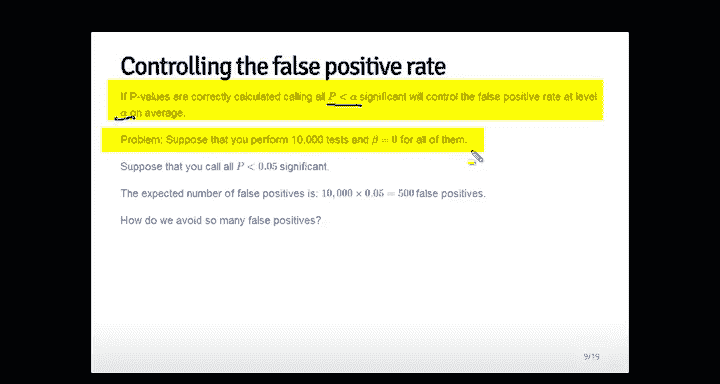 Controlling the false positive rate
If P-values are correctly calculated calling all P < α significant will control the false positive rate at level
α on average.
Problem: Suppose that you perform 10,000 tests and β = 0 for all of them.
Suppose that you call all P < 0.05 significant.
The expected number of false positives is: 10,000 × 0.05 = 500 false positives.
How do we avoid so many false positives?
9/19